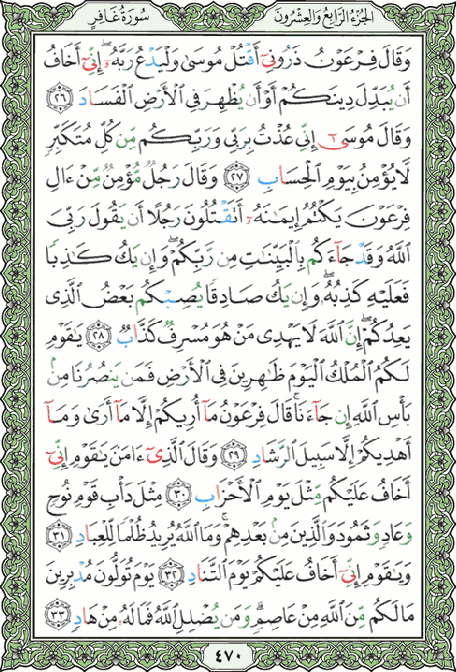 الجزء الرابع والعشرون
سورة غافر
وَقَالَ فِرْعَوْنُ ذَرُونِىٓ أَقْتُلْ مُوسَىٰ وَلْيَدْعُ رَبَّهُۥٓ ۖ إِنِّىٓ أَخَافُ
أَن يُبَدِّلَ دِينَكُمْ أَوْ أَن يُظْهِرَ فِى ٱلْأَرْضِ ٱلْفَسَادَ ٢٦
وَقَالَ مُوسَىٰٓ إِنِّى عُذْتُ بِرَبِّى وَرَبِّكُم مِّن كُلِّ مُتَكَبِّرٍ
لَّا يُؤْمِنُ بِيَوْمِ ٱلْحِسَابِ ٢٧ وَقَالَ رَجُلٌ مُّؤْمِنٌ مِّنْ ءَالِ
فِرْعَوْنَ يَكْتُمُ إِيمَٰنَهُۥٓ أَتَقْتُلُونَ رَجُلًا أَن يَقُولَ رَبِّىَ
ٱللَّهُ وَقَدْ جَآءَكُم بِٱلْبَيِّنَٰتِ مِن رَّبِّكُمْ ۖ وَإِن يَكُ كَٰذِبًا
فَعَلَيْهِ كَذِبُهُۥ ۖ وَإِن يَكُ صَادِقًا يُصِبْكُم بَعْضُ ٱلَّذِى
يَعِدُكُمْ ۖ إِنَّ ٱللَّهَ لَا يَهْدِى مَنْ هُوَ مُسْرِفٌ كَذَّابٌ ٢٨ يَٰقَوْمِ
لَكُمُ ٱلْمُلْكُ ٱلْيَوْمَ ظَٰهِرِينَ فِى ٱلْأَرْضِ فَمَن يَنصُرُنَا مِنۢ
بَأْسِ ٱللَّهِ إِن جَآءَنَا ۚ قَالَ فِرْعَوْنُ مَآ أُرِيكُمْ إِلَّا مَآ أَرَىٰ وَمَآ
أَهْدِيكُمْ إِلَّا سَبِيلَ ٱلرَّشَادِ ٢٩ وَقَالَ ٱلَّذِىٓ ءَامَنَ يَٰقَوْمِ إِنِّىٓ
أَخَافُ عَلَيْكُم مِّثْلَ يَوْمِ ٱلْأَحْزَابِ ٣٠ مِثْلَ دَأْبِ قَوْمِ نُوحٍ
وَعَادٍ وَثَمُودَ وَٱلَّذِينَ مِنۢ بَعْدِهِمْ ۚ وَمَا ٱللَّهُ يُرِيدُ ظُلْمًا لِّلْعِبَادِ ٣١
وَيَٰقَوْمِ إِنِّىٓ أَخَافُ عَلَيْكُمْ يَوْمَ ٱلتَّنَادِ ٣٢ يَوْمَ تُوَلُّونَ مُدْبِرِينَ
مَا لَكُم مِّنَ ٱللَّهِ مِنْ عَاصِمٍ ۗ وَمَن يُضْلِلِ ٱللَّهُ فَمَا لَهُۥ مِنْ هَادٍ ٣٣
٤٧٠